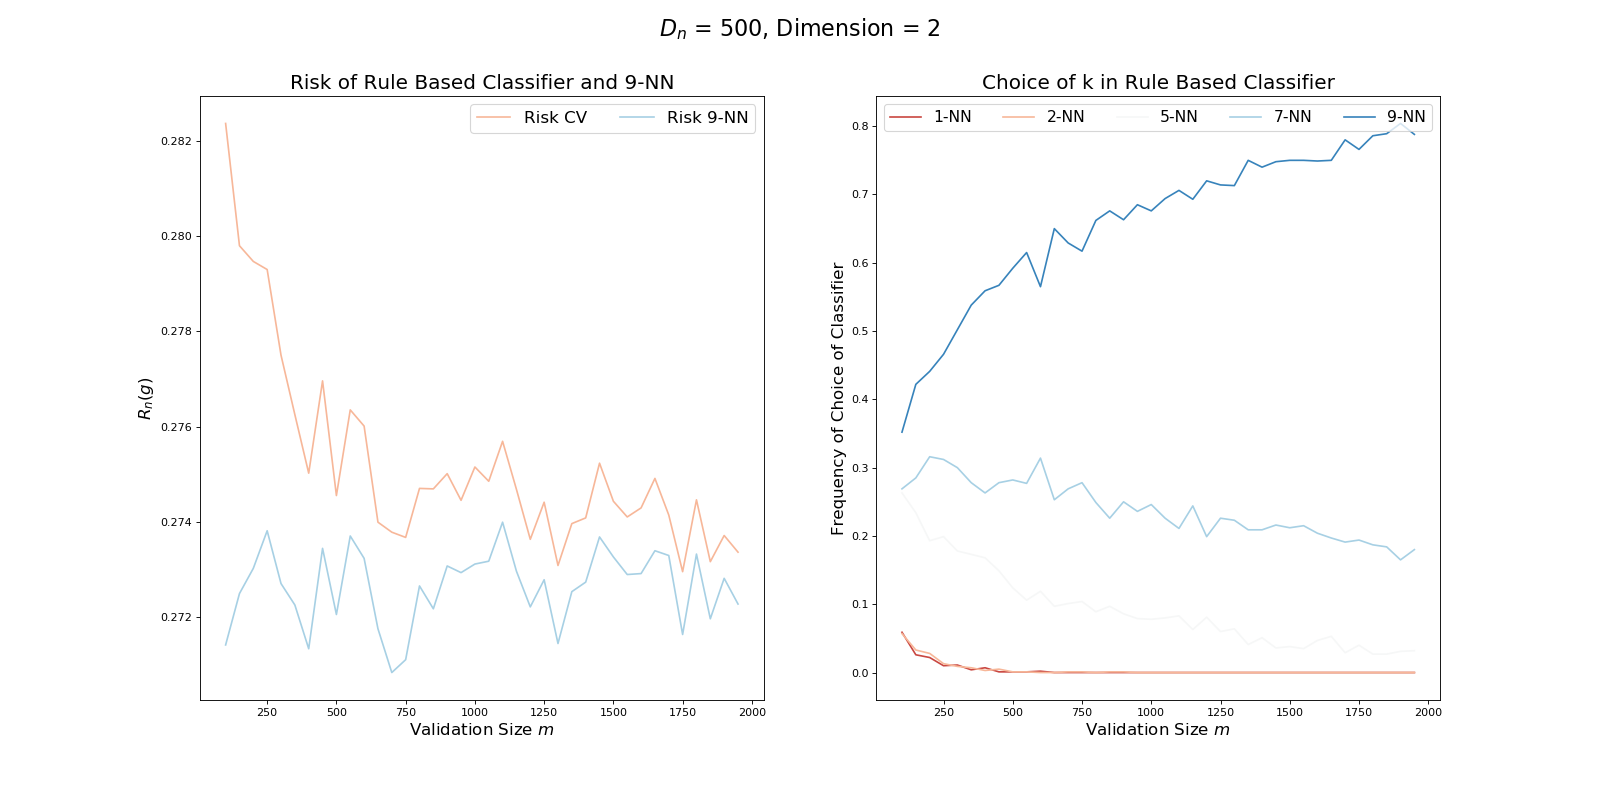 Dₙ = 500, Dimension = 2
Risk of Rule Based Classifier and 9-NN
Risk CV Risk 9-NN
0.282
0.280
0.278
0.276
0.274
0.272
Rₙ(g)
250 500 750 1000 1250 1500 1750 2000
Validation Size m
Choice of k in Rule Based Classifier
1-NN 2-NN 5-NN 7-NN 9-NN
0.8
0.7
0.6
0.5
0.4
0.3
0.2
0.1
0.0
Frequency of Choice of Classifier
250 500 750 1000 1250 1500 1750 2000
Validation Size m